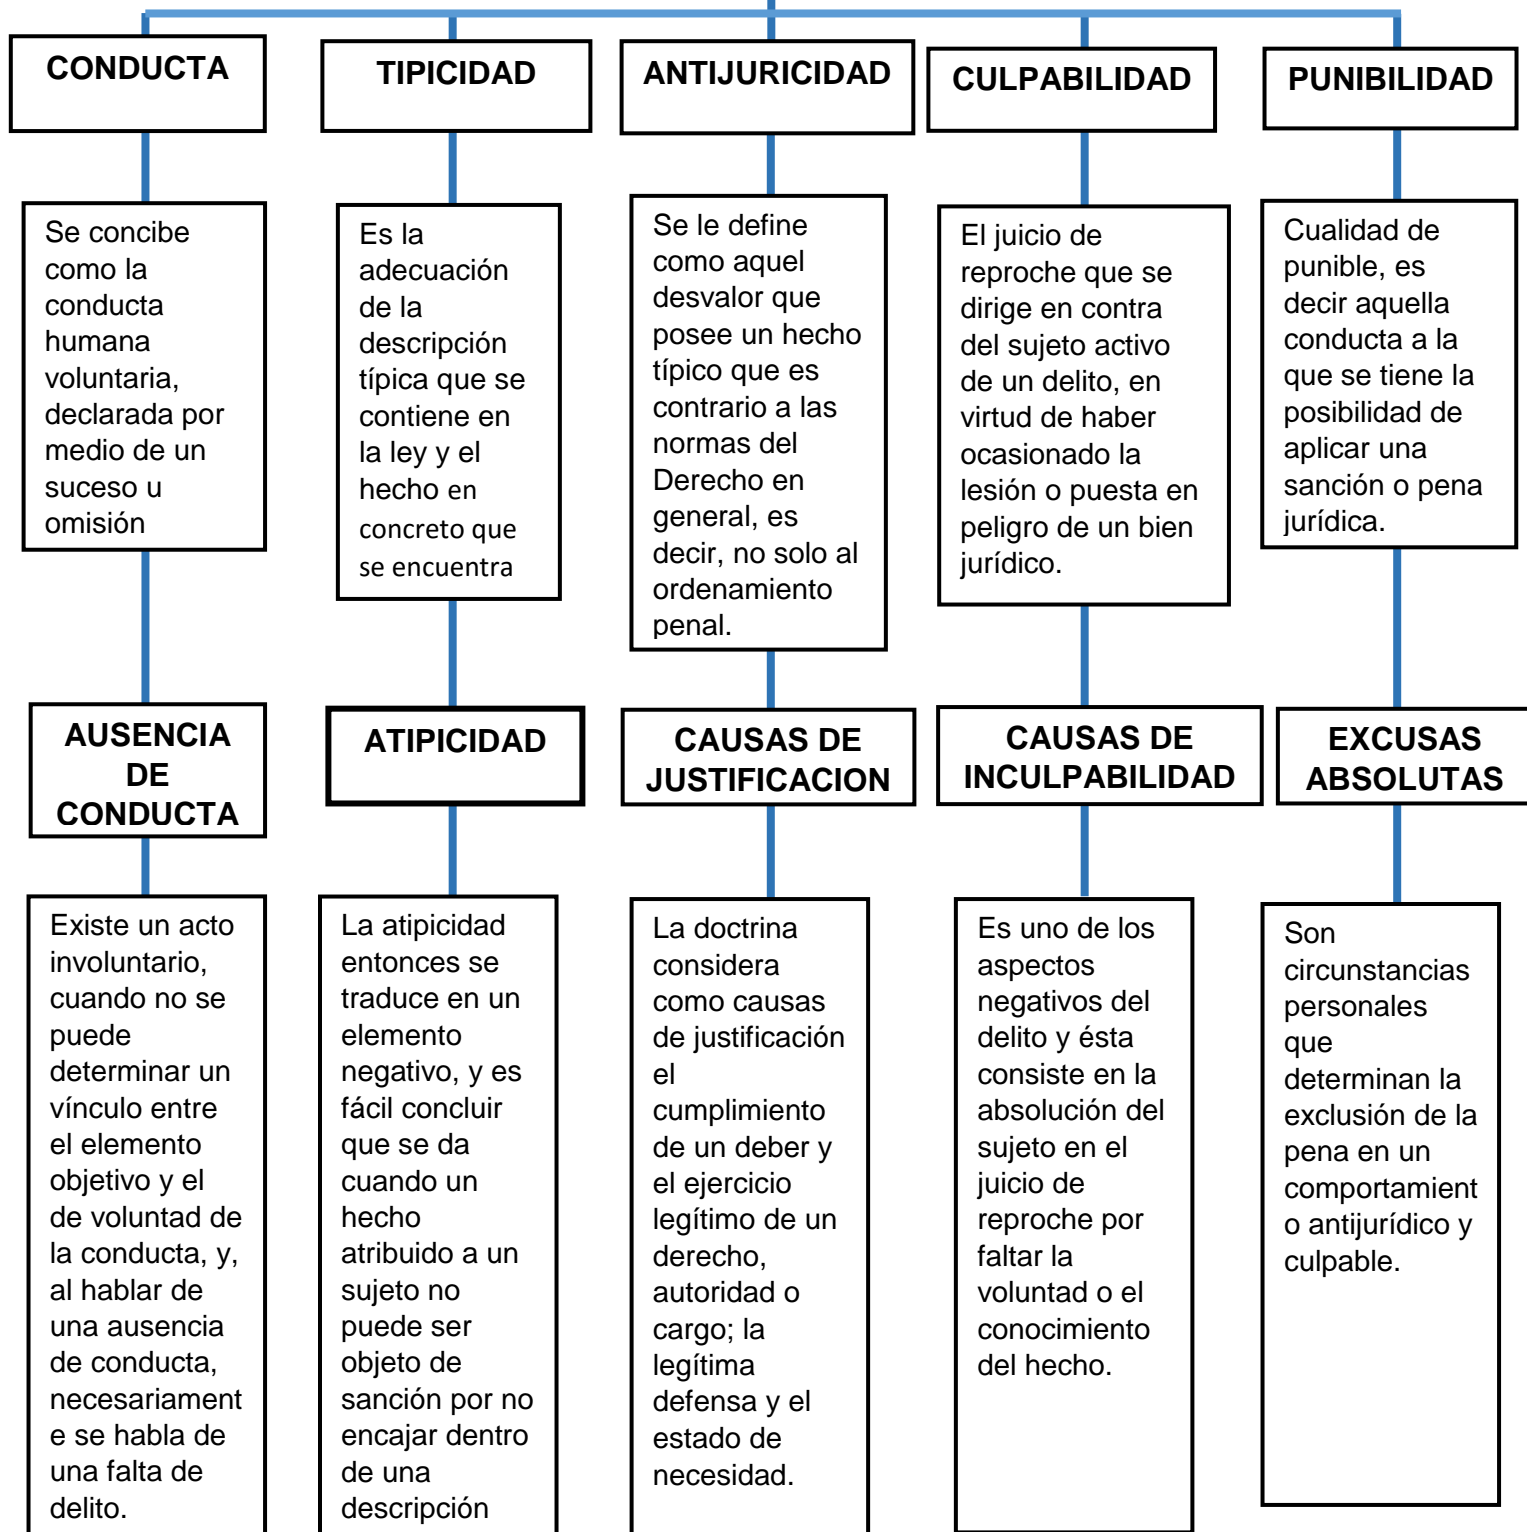 CONDUCTA
TIPICIDAD
ANTIJURICIDAD
CULPABILIDAD
PUNIBILIDAD
Se concibe
como la
conducta
humana
voluntaria,
declarada por
medio de un
suceso u
omisión
Es la
adecuación
de la
descripción
típica que se
contiene en
la ley y el
hecho en
concreto que
se encuentra
Se le define
como aquel
desvalor que
posee un hecho
típico que es
contrario a las
normas del
Derecho en
general, es
decir, no solo al
ordenamiento
penal.
El juicio de
reproche que se
dirige en contra
del sujeto activo
de un delito, en
virtud de haber
ocasionado la
lesión o puesta en
peligro de un bien
jurídico.
Cualidad de
punible, es
decir aquella
conducta a la
que se tiene la
posibilidad de
aplicar una
sanción o pena
jurídica.
AUSENCIA
DE
CONDUCTA
ATIPICIDAD
CAUSAS DE
JUSTIFICACION
CAUSAS DE
INCULPABILIDAD
EXCUSAS
ABSOLUTAS
Existe un acto
involuntario,
cuando no se
puede
determinar un
vínculo entre
el elemento
objetivo y el
de voluntad de
la conducta, y,
al hablar de
una ausencia
de conducta,
necesariament
e se habla de
una falta de
delito.
La atipicidad
entonces se
traduce en un
elemento
negativo, y es
fácil concluir
que se da
cuando un
hecho
atribuido a un
sujeto no
puede ser
objeto de
sanción por no
encajar dentro
de una
descripción
La doctrina
considera
como causas
de justificación
el
cumplimiento
de un deber y
el ejercicio
legítimo de un
derecho,
autoridad o
cargo; la
legítima
defensa y el
estado de
necesidad.
Es uno de los
aspectos
negativos del
delito y ésta
consiste en la
absolución del
sujeto en el
juicio de
reproche por
faltar la
voluntad o el
conocimiento
del hecho.
Son
circunstancias
personales
que
determinan la
exclusión de la
pena en un
comportamient
o antijurídico y
culpable.